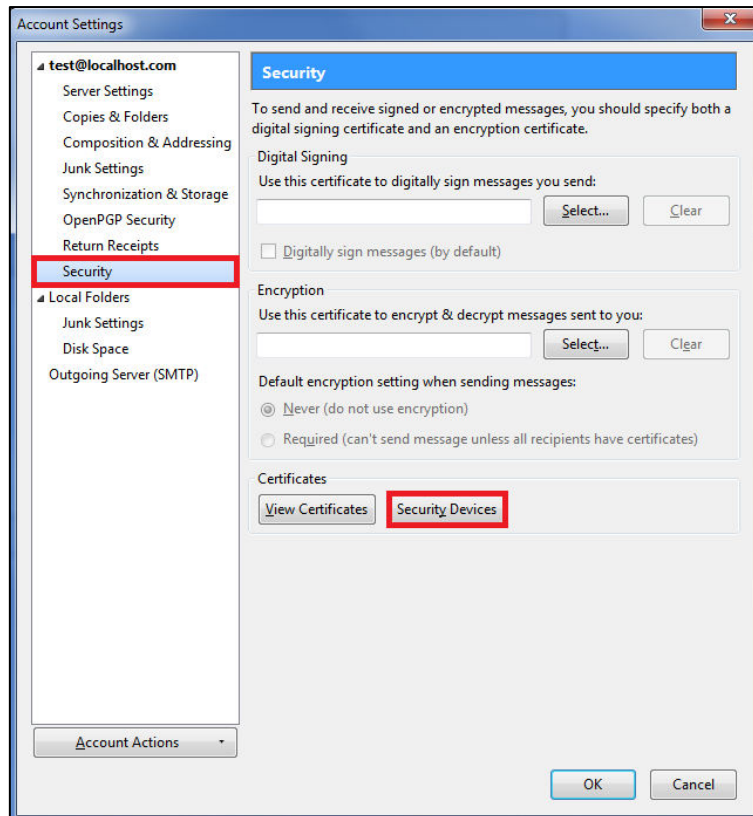 Account Settings
test@localhost.com
Server Settings
Copies & Folders
Composition & Addressing
Junk Settings
Synchronization & Storage
OpenPGP Security
Return Receipts
Security
Local Folders
Junk Settings
Disk Space
Outgoing Server (SMTP)
Account Actions
Security
To send and receive signed or encrypted messages, you should specify both a
digital signing certificate and an encryption certificate.
Digital Signing
Use this certificate to digitally sign messages you send:
Select... Clear
Digitally sign messages (by default)
Encryption
Use this certificate to encrypt & decrypt messages sent to you:
Select... Clear
Default encryption setting when sending messages:
Never (do not use encryption)
Required (can't send message unless all recipients have certificates)
Certificates
View Certificates Security Devices
OK Cancel